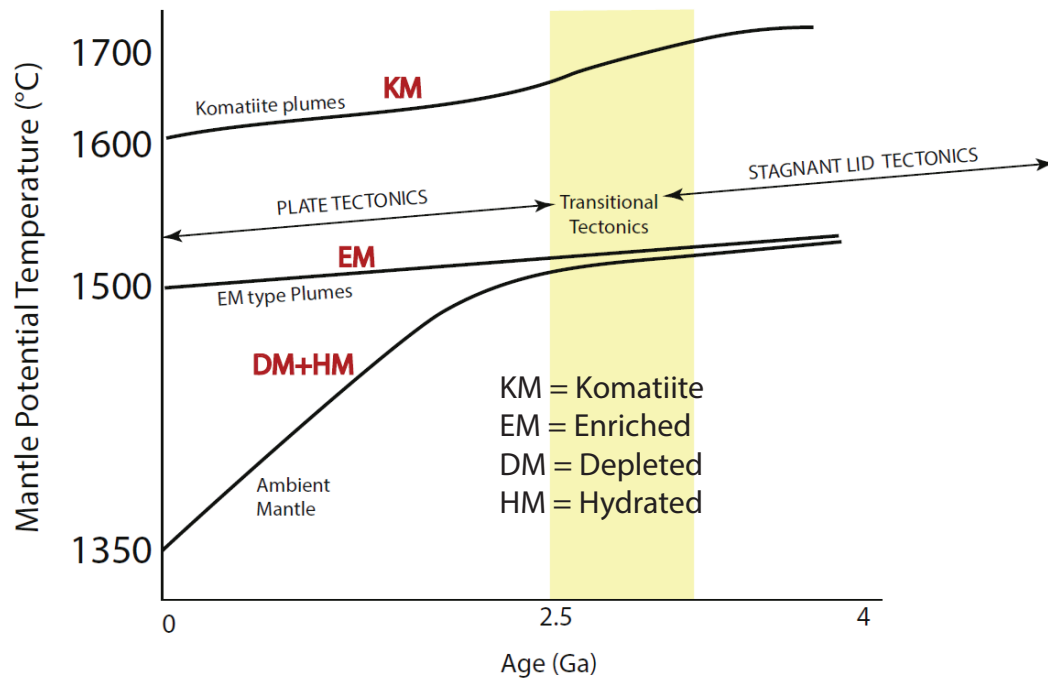 Mantle Potential Temperature (°C)
1700
1600
1500
1350
KM
Komatiite plumes
STAGNANT LID TECTONICS
PLATE TECTONICS
Transitional
Tectonics
EM
EM type Plumes
DM+HM
KM = Komatiite
EM = Enriched
DM = Depleted
HM = Hydrated
Ambient
Mantle
0
2.5
4
Age (Ga)